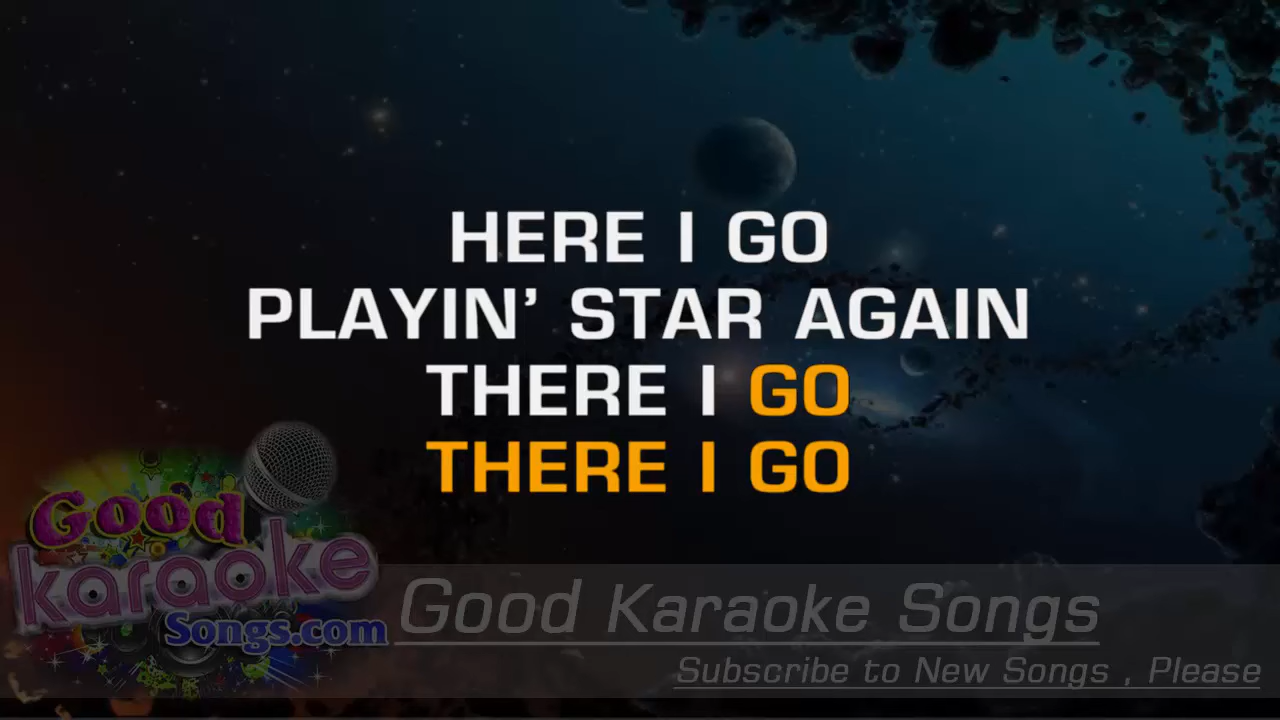 HERE I GO
PLAYIN' STAR AGAIN
THERE I GO
THERE I GO
Good
karaoke
Songs.com
Good Karaoke Songs
Subscribe to New Songs , Please